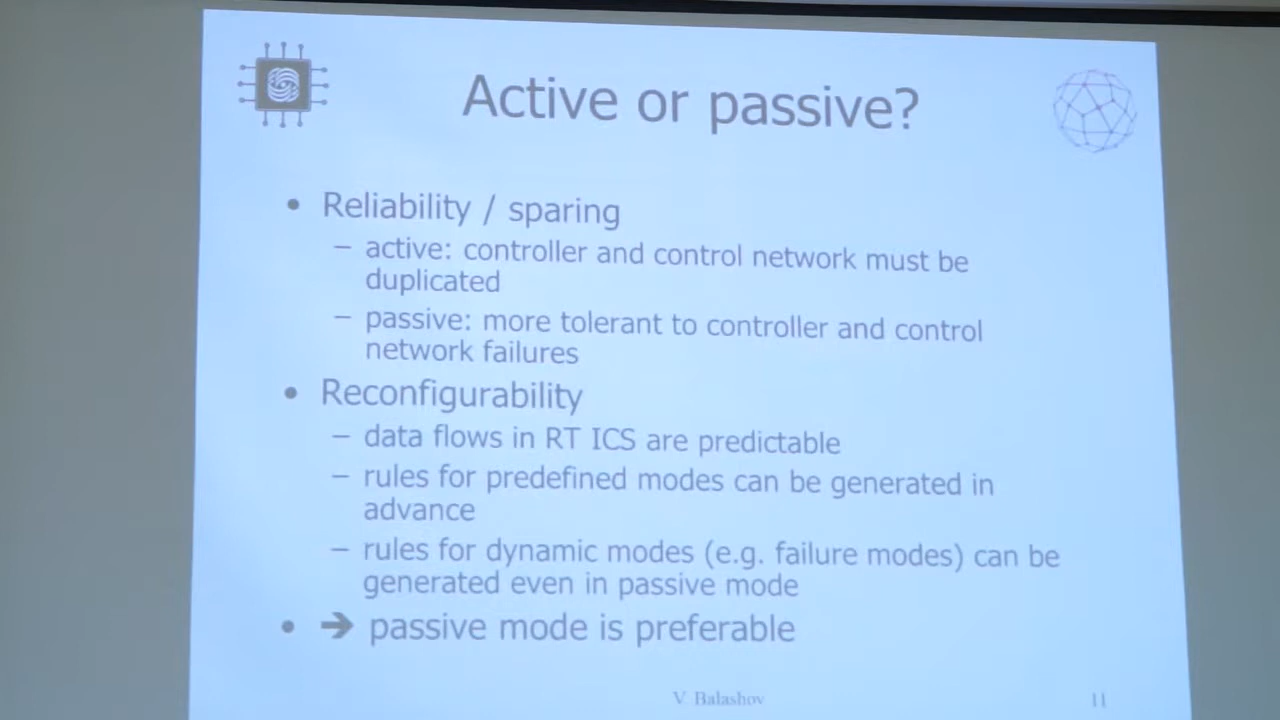 Active or passive?
• Reliability / sparing
– active: controller and control network must be
duplicated
– passive: more tolerant to controller and control
network failures
• Reconfigurability
– data flows in RT ICS are predictable
– rules for predefined modes can be generated in
advance
– rules for dynamic modes (e.g. failure modes) can be
generated even in passive mode
• ➔ passive mode is preferable
V. Balashov
11